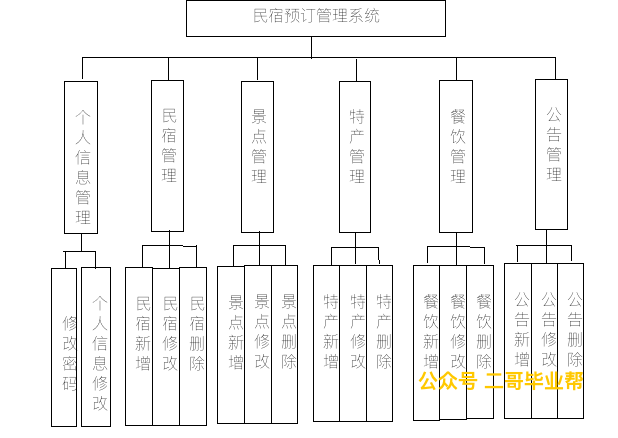 民宿预订管理系统
个人信息管理
民宿管理
景点管理
特产管理
餐饮管理
公告管理
修改密码
个人信息修改
民宿新增
民宿修改
民宿删除
景点新增
景点修改
景点删除
特产新增
特产修改
特产删除
餐饮新增
餐饮修改
餐饮删除
公告新增
公告修改
公告删除
公众号 二哥毕业帮